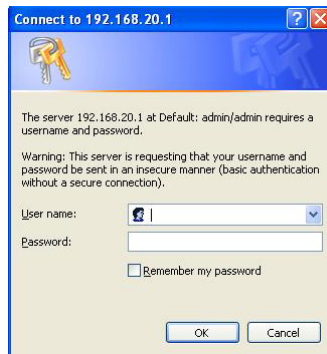 Connect to 192.168.20.1
The server 192.168.20.1 at Default: admin/admin requires a
username and password.
Warning: This server is requesting that your username and
password be sent in an insecure manner (basic authentication
without a secure connection).
User name:
Password:
Remember my password
OK Cancel